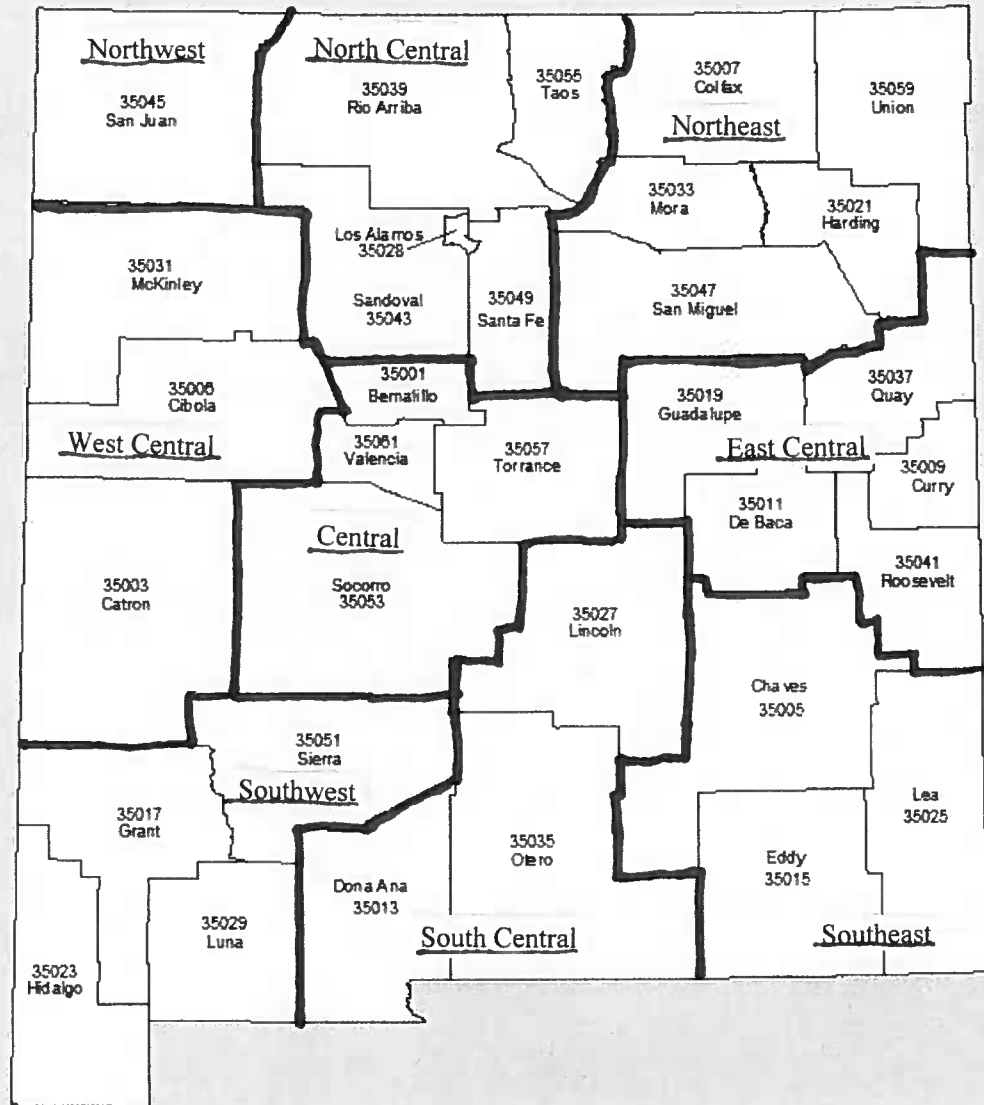 Northwest
35045
San Juan
North Central
35039
Rio Arriba
35055
Taos
35007
Colfax
Northeast
35059
Union
35033
Mora
35021
Harding
Los Alamos
35028
35031
McKinley
Sandoval
35043
35049
Santa Fe
35047
San Miguel
35001
Bernalillo
35006
Cibola
West Central
35061
Valencia
35057
Torrance
35019
Guadalupe
35037
Quay
East Central
35009
Curry
35011
De Baca
35041
Roosevelt
Central
Socorro
35053
35003
Catron
35027
Lincoln
Chaves
35005
35051
Sierra
Southwest
35017
Grant
Lea
35025
35035
Otero
Eddy
35015
Dona Ana
35013
35029
Luna
South Central
Southeast
35023
Hidalgo